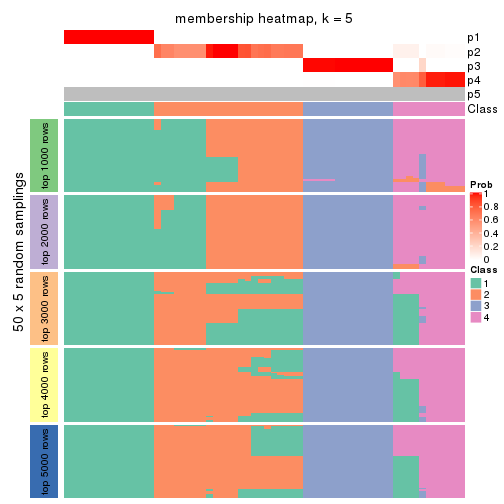 membership heatmap, k = 5
p1
p2
p3
p4
p5
Class
50 x 5 random samplings
top 1000 rows
top 2000 rows
top 3000 rows
top 4000 rows
top 5000 rows
Prob
1
0.8
0.6
0.4
0.2
0
Class
1
2
3
4